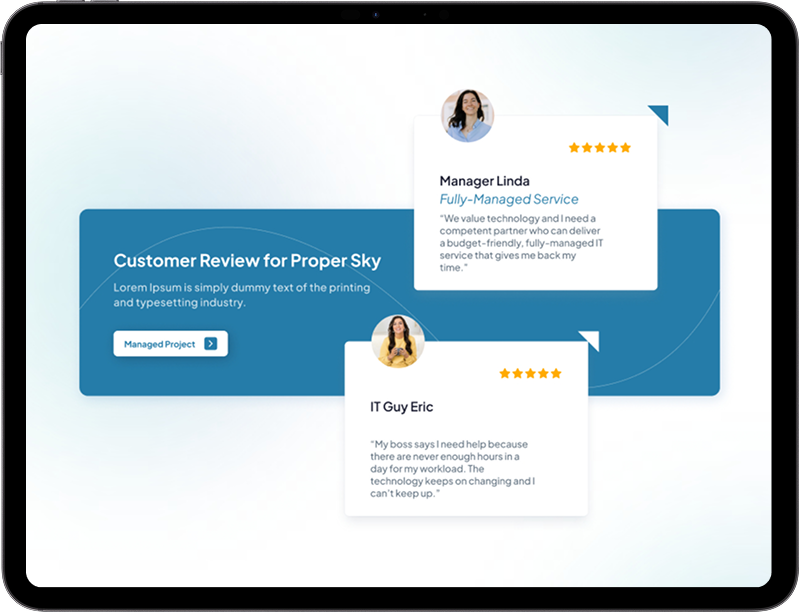 Manager Linda
Fully-Managed Service
“We value technology and I need a
competent partner who can deliver
a budget-friendly, fully-managed IT
service that gives me back my
time.”
Customer Review for Proper Sky
Lorem Ipsum is simply dummy text of the printing
and typesetting industry.
Managed Project
IT Guy Eric
“My boss says I need help because
there are never enough hours in a
day for my workload. The
technology keeps on changing and I
can’t keep up.”